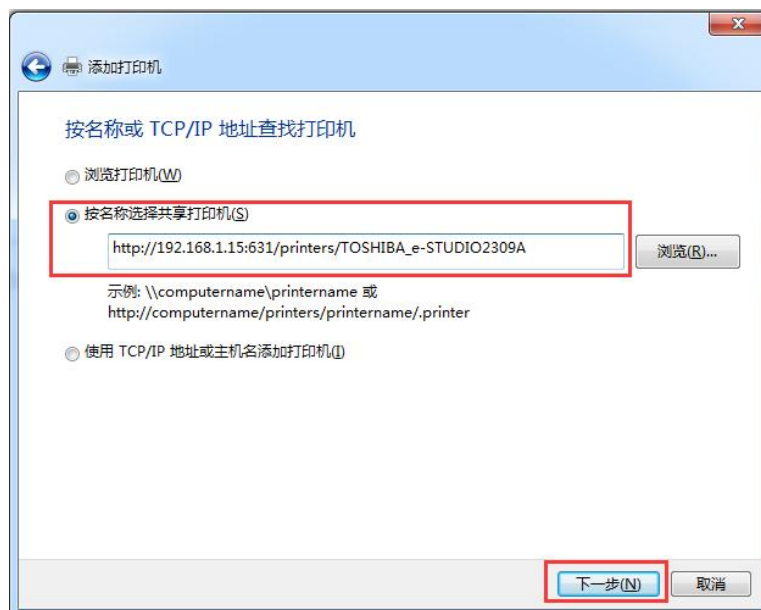 添加打印机
按名称或 TCP/IP 地址查找打印机
浏览打印机(W)
按名称选择共享打印机(S)
http://192.168.1.15:631/printers/TOSHIBA_e-STUDIO2309A
浏览(R)...
示例: \\computername\printername 或
http://computername/printers/printername/.printer
使用 TCP/IP 地址或主机名添加打印机(I)
下一步(N)
取消